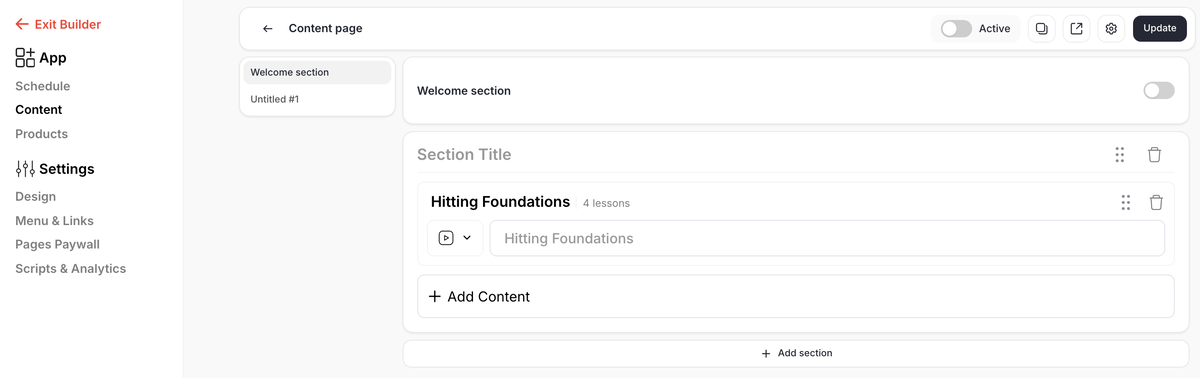 Exit Builder
App
Schedule
Content
Products
Settings
Design
Menu & Links
Pages Paywall
Scripts & Analytics
Content page
Active
Update
Welcome section
Untitled #1
Welcome section
Section Title
Hitting Foundations 4 lessons
Hitting Foundations
Add Content
Add section